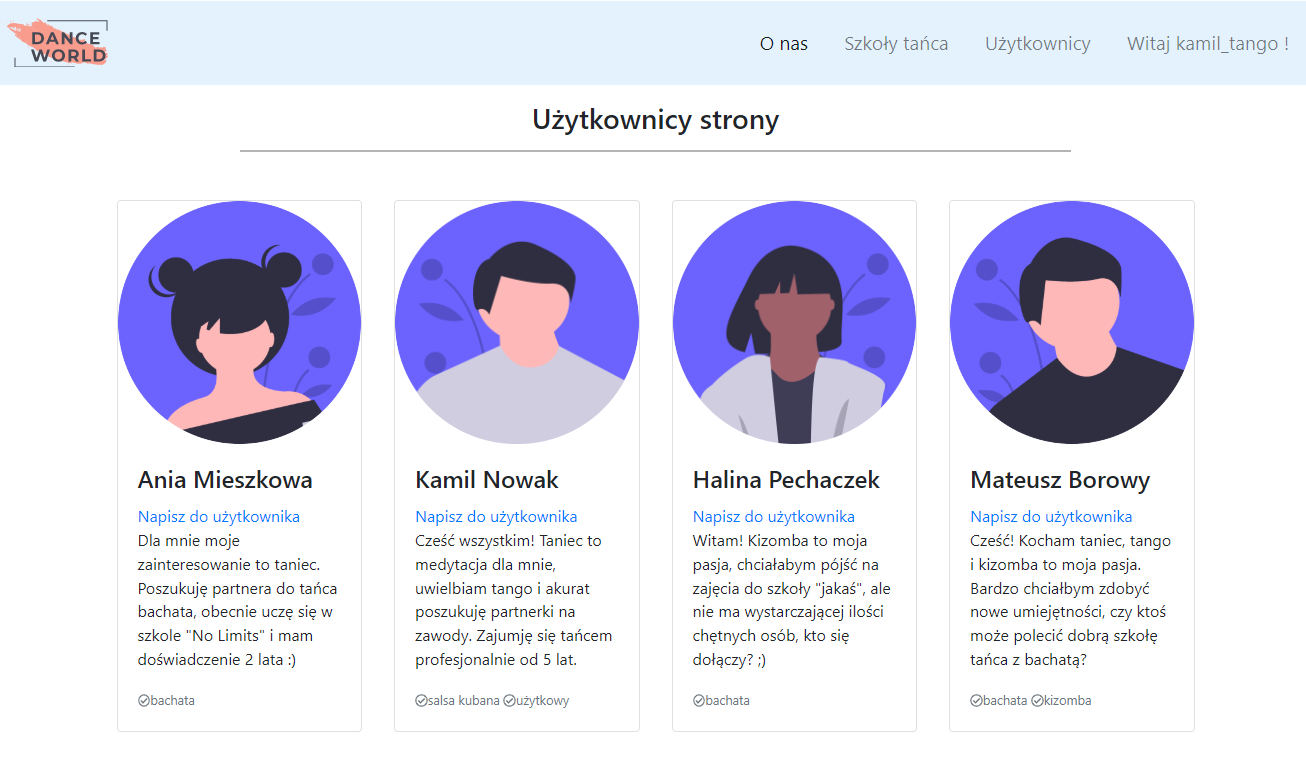 DANCE
WORLD
O nas
Szkoły tańca
Użytkownicy
Witaj kamil_tango !
Użytkownicy strony
Ania Mieszkowa
Napisz do użytkownika
Dla mnie moje
zainteresowanie to taniec.
Poszukuję partnera do tańca
bachata, obecnie uczę się w
szkole "No Limits" i mam
doświadczenie 2 lata :)
bachata
Kamil Nowak
Napisz do użytkownika
Cześć wszystkim! Taniec to
medytacja dla mnie,
uwielbiam tango i akurat
poszukuję partnerki na
zawody. Zajumję się tańcem
profesjonalnie od 5 lat.
salsa kubana użytkowy
Halina Pechaczek
Napisz do użytkownika
Witam! Kizomba to moja
pasja, chciałabym pójść na
zajęcia do szkoły "jakaś", ale
nie ma wystarczającej ilości
chętnych osób, kto się
dołączy? ;)
bachata
Mateusz Borowy
Napisz do użytkownika
Cześć! Kocham taniec, tango
i kizomba to moja pasja.
Bardzo chciałbym zdobyć
nowe umiejętności, czy ktoś
może polecić dobrą szkołę
tańca z bachatą?
bachata kizomba